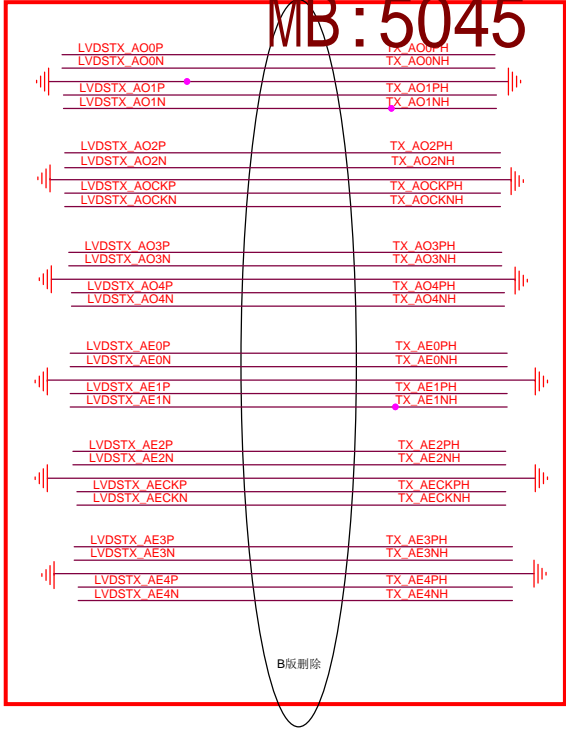 MB:5045
LVDSTX_AO0P TX_AO0PH
LVDSTX_AO0N TX_AO0NH
LVDSTX_AO1P TX_AO1PH
LVDSTX_AO1N TX_AO1NH
LVDSTX_AO2P TX_AO2PH
LVDSTX_AO2N TX_AO2NH
LVDSTX_AOCKP TX_AOCKPH
LVDSTX_AOCKN TX_AOCKNH
LVDSTX_AO3P TX_AO3PH
LVDSTX_AO3N TX_AO3NH
LVDSTX_AO4P TX_AO4PH
LVDSTX_AO4N TX_AO4NH
LVDSTX_AE0P TX_AE0PH
LVDSTX_AE0N TX_AE0NH
LVDSTX_AE1P TX_AE1PH
LVDSTX_AE1N TX_AE1NH
LVDSTX_AE2P TX_AE2PH
LVDSTX_AE2N TX_AE2NH
LVDSTX_AECKP TX_AECKPH
LVDSTX_AECKN TX_AECKNH
LVDSTX_AE3P TX_AE3PH
LVDSTX_AE3N TX_AE3NH
LVDSTX_AE4P TX_AE4PH
LVDSTX_AE4N TX_AE4NH
B版删除